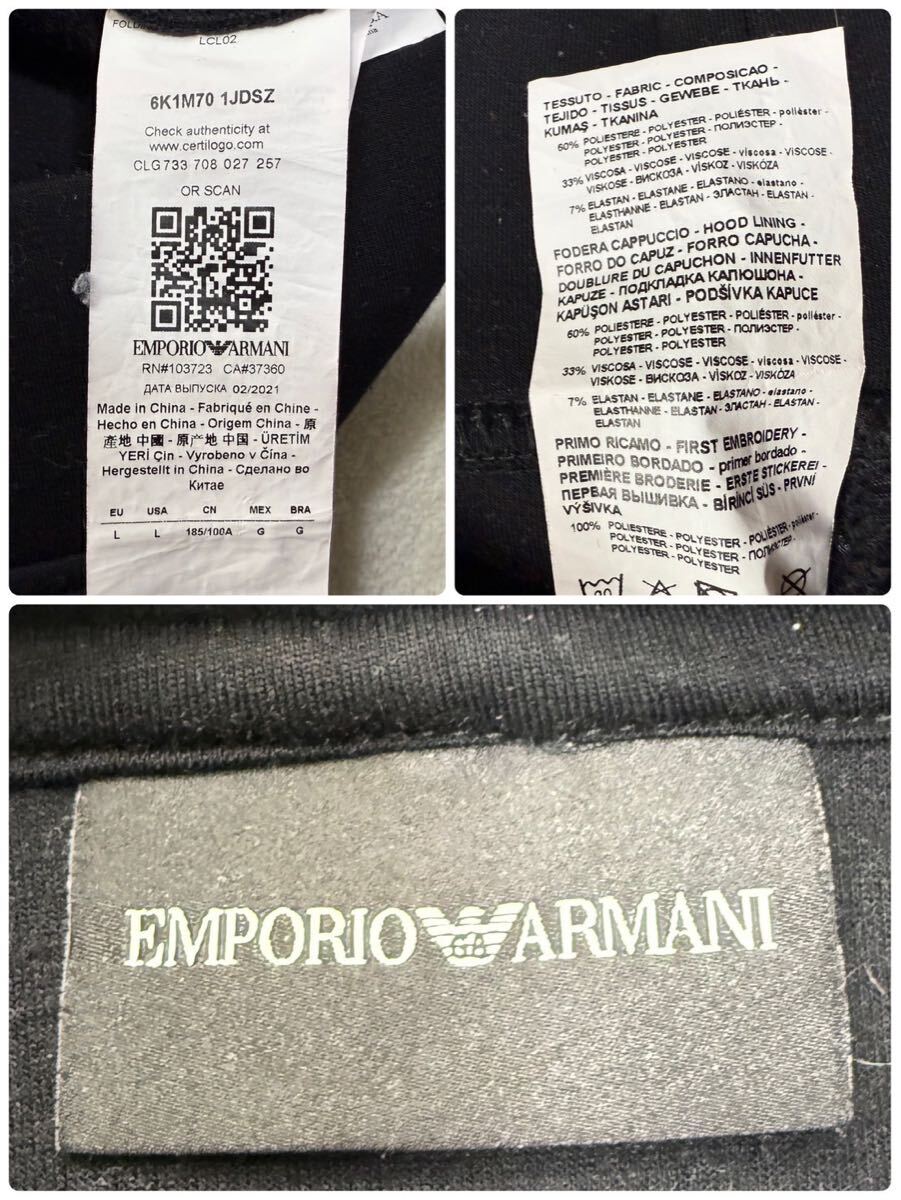 LCL02
6K1M70 1JDSZ
Check authenticity at
www.certilogo.com
CLG 733 708 027 257
OR SCAN
EMPORIO ARMANI
RN#103723 CA#37360
ДАТА ВЫПУСКА 02/2021
Made in China - Fabriqué en Chine -
Hecho en China - Origem China - 原
產地 中國 - 原产地 中国 - ÜRETİM
YERİ Çin - Vyrobeno v Čína -
Hergestellt in China - Сделано во
Китае
EU USA CN MEX BRA
L L 185/100A G G
TESSUTO - FABRIC - COMPOSICAO -
TEJIDO - TISSUS - GEWEBE - ТКАНЬ -
KUMAŞ - TKANINA
60% POLIESTERE - POLYESTER - POLIÉSTER - poliéster -
POLYESTER - POLYESTER - ПОЛИЭСТЕР -
POLYESTER - POLYESTER
33% VISCOSA - VISCOSE - VISCOSE - viscosa - VISCOSE -
VISKOSE - ВИСКОЗА - VİSKOZ - VISKÓZA
7% ELASTAN - ELASTANE - ELASTANO - elastano -
ELASTHANNE - ELASTAN - ЭЛАСТАН - ELASTAN -
ELASTAN
FODERA CAPPUCCIO - HOOD LINING -
FORRO DO CAPUZ - FORRO CAPUCHA -
DOUBLURE DU CAPUCHON - INNENFUTTER
KAPUZE - ПОДКЛАДКА КАПЮШОНА -
KAPÜŞON ASTARI - PODŠÍVKA KAPUCE
60% POLIESTERE - POLYESTER - POLIÉSTER - poliéster -
POLYESTER - POLYESTER - ПОЛИЭСТЕР -
POLYESTER - POLYESTER
33% VISCOSA - VISCOSE - VISCOSE - viscosa - VISCOSE -
VISKOSE - ВИСКОЗА - VİSKOZ - VISKÓZA
7% ELASTAN - ELASTANE - ELASTANO - elastano -
ELASTHANNE - ELASTAN - ЭЛАСТАН - ELASTAN -
ELASTAN
PRIMO RICAMO - FIRST EMBROIDERY -
PRIMEIRO BORDADO - primer bordado -
PREMIÈRE BRODERIE - ERSTE STICKEREI -
ПЕРВАЯ ВЫШИВКА - BİRİNCİ SÜS - PRVNÍ
VÝŠIVKA
100% POLIESTERE - POLYESTER - POLIÉSTER - poliéster -
POLYESTER - POLYESTER - ПОЛИЭСТЕР -
POLYESTER - POLYESTER
EMPORIO ARMANI